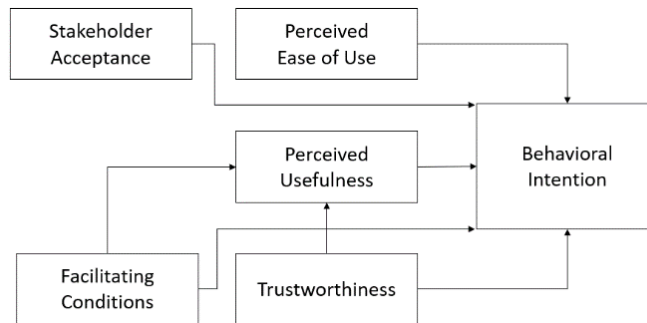 Stakeholder
Acceptance
Perceived
Ease of Use
Perceived
Usefulness
Behavioral
Intention
Facilitating
Conditions
Trustworthiness